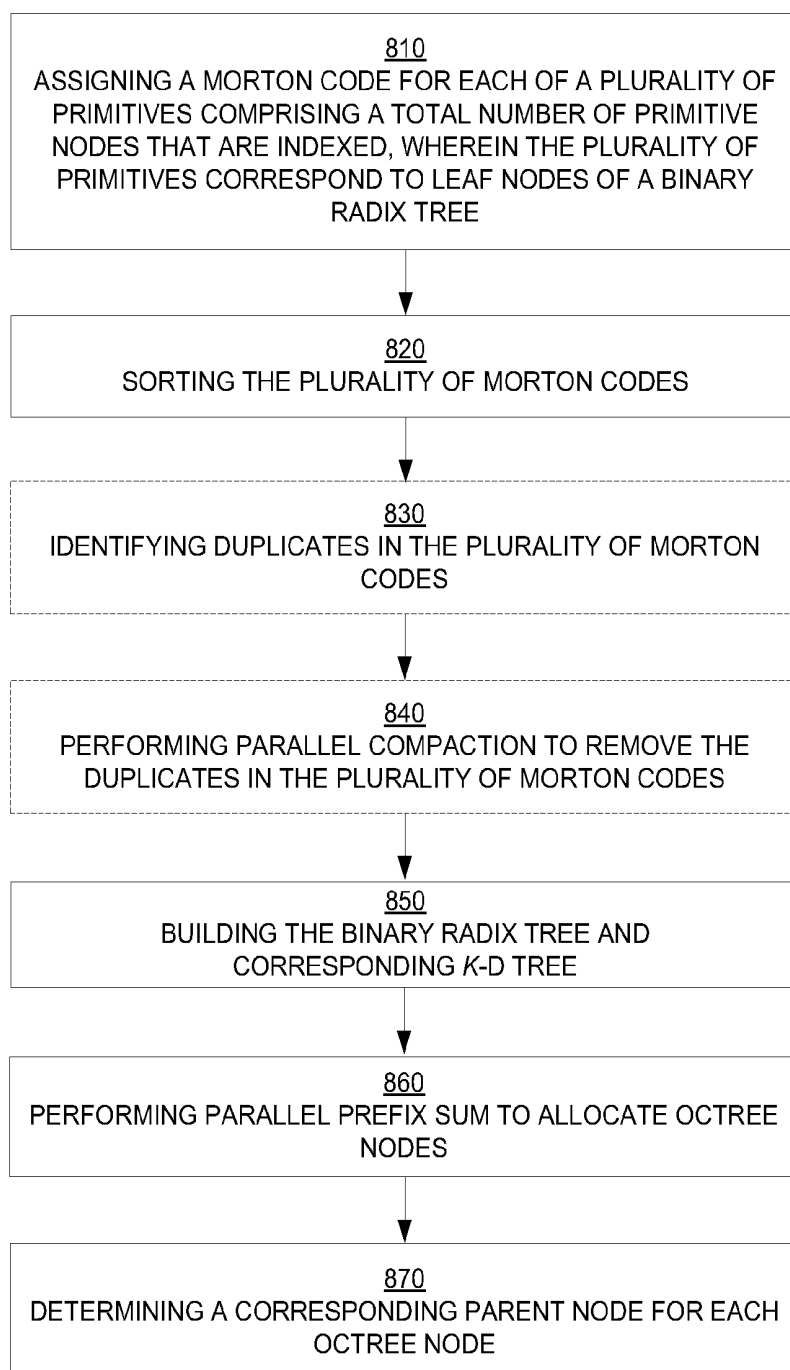 810
ASSIGNING A MORTON CODE FOR EACH OF A PLURALITY OF
PRIMITIVES COMPRISING A TOTAL NUMBER OF PRIMITIVE
NODES THAT ARE INDEXED, WHEREIN THE PLURALITY OF
PRIMITIVES CORRESPOND TO LEAF NODES OF A BINARY
RADIX TREE
820
SORTING THE PLURALITY OF MORTON CODES
830
IDENTIFYING DUPLICATES IN THE PLURALITY OF MORTON
CODES
840
PERFORMING PARALLEL COMPACTION TO REMOVE THE
DUPLICATES IN THE PLURALITY OF MORTON CODES
850
BUILDING THE BINARY RADIX TREE AND
CORRESPONDING K-D TREE
860
PERFORMING PARALLEL PREFIX SUM TO ALLOCATE OCTREE
NODES
870
DETERMINING A CORRESPONDING PARENT NODE FOR EACH
OCTREE NODE